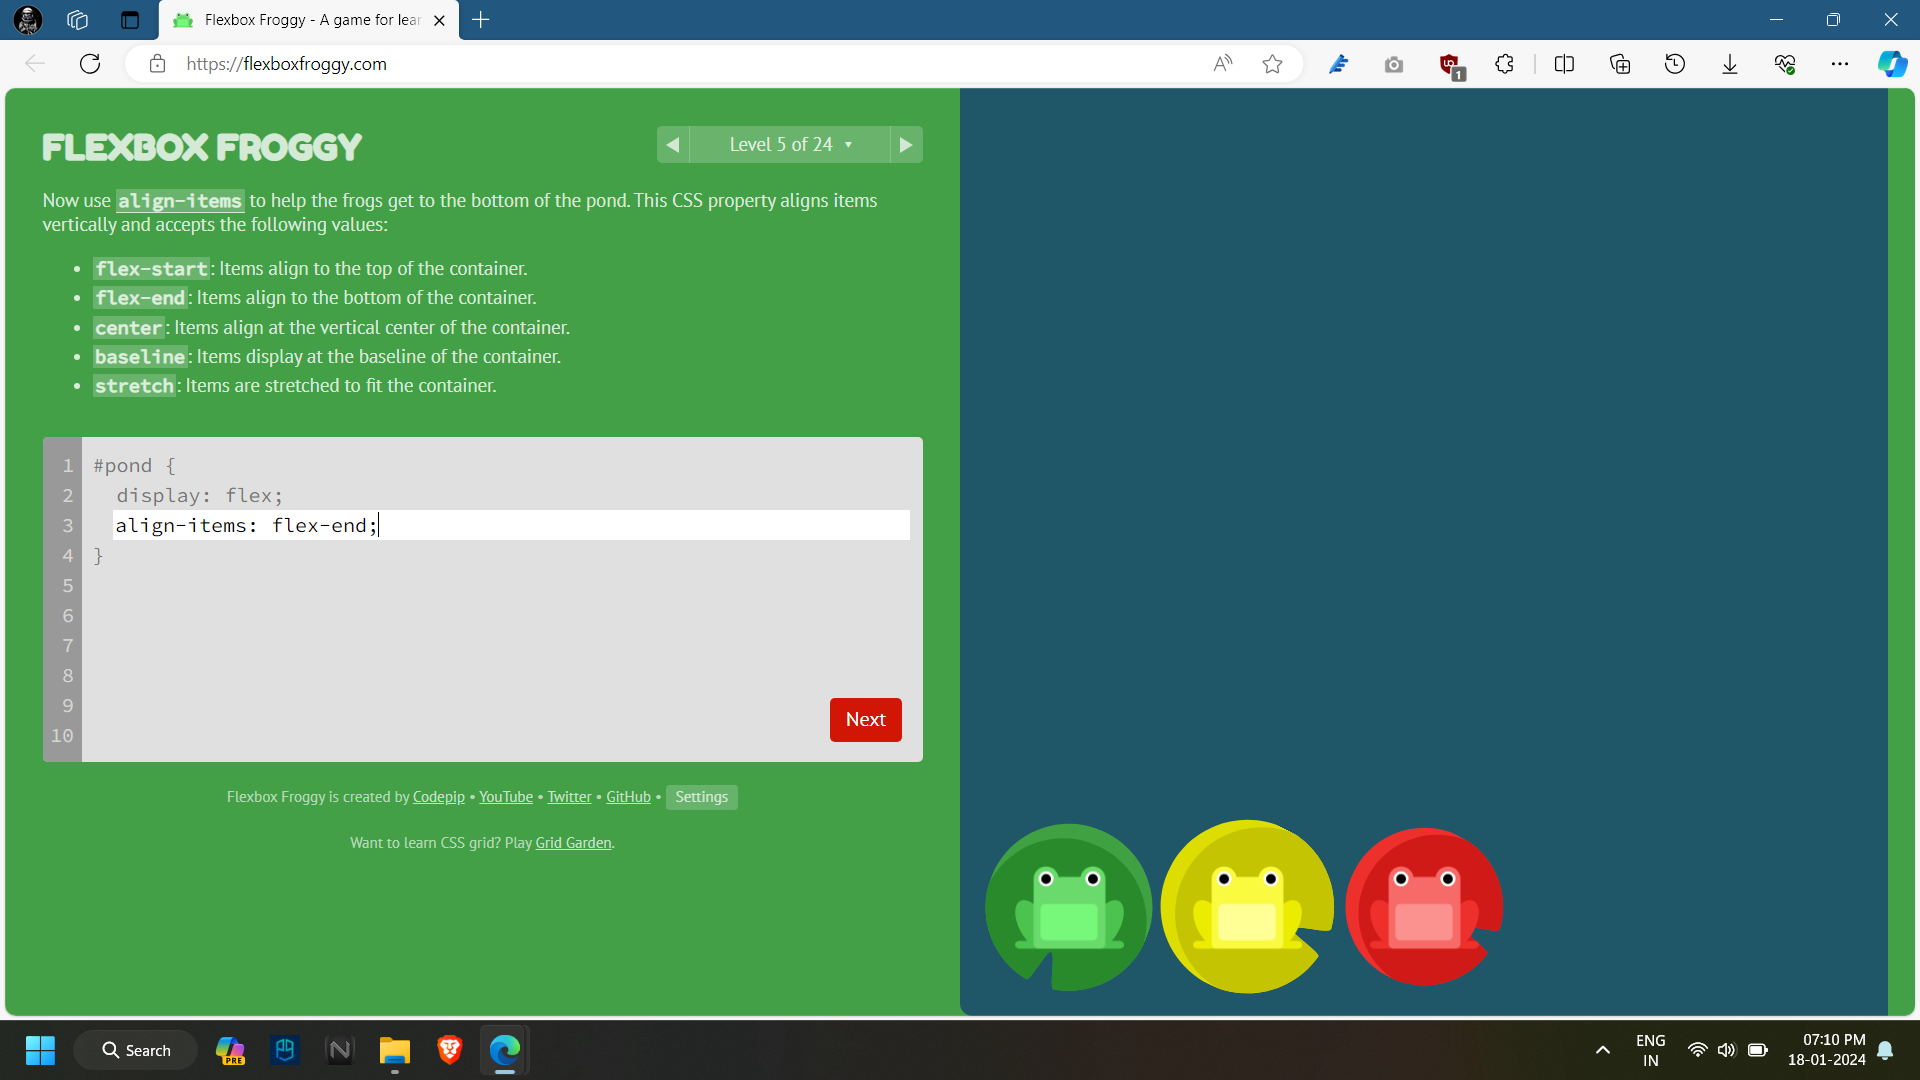 Flexbox Froggy - A game for lear
https://flexboxfroggy.com
1
FLEXBOX FROGGY
Level 5 of 24
Now use align-items to help the frogs get to the bottom of the pond. This CSS property aligns items
vertically and accepts the following values:
• flex-start: Items align to the top of the container.
• flex-end: Items align to the bottom of the container.
• center: Items align at the vertical center of the container.
• baseline: Items display at the baseline of the container.
• stretch: Items are stretched to fit the container.
1 #pond {
2 display: flex;
3 align-items: flex-end;
4 }
5
6
7
8
9
10
Next
Flexbox Froggy is created by Codepip • YouTube • Twitter • GitHub • Settings
Want to learn CSS grid? Play Grid Garden.
Search
PRE
ENG
IN
07:10 PM
18-01-2024